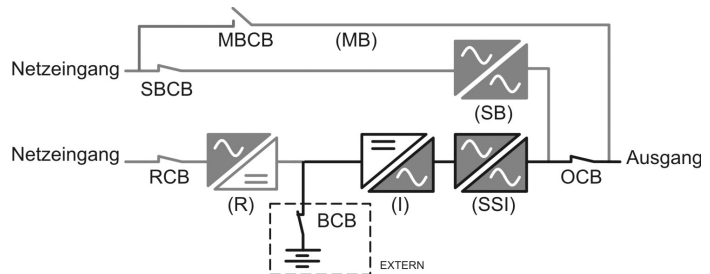 MBCB
(MB)
Netzeingang
SBCB
(SB)
Netzeingang
RCB
(R)
(I)
(SSI)
OCB
Ausgang
BCB
EXTERN